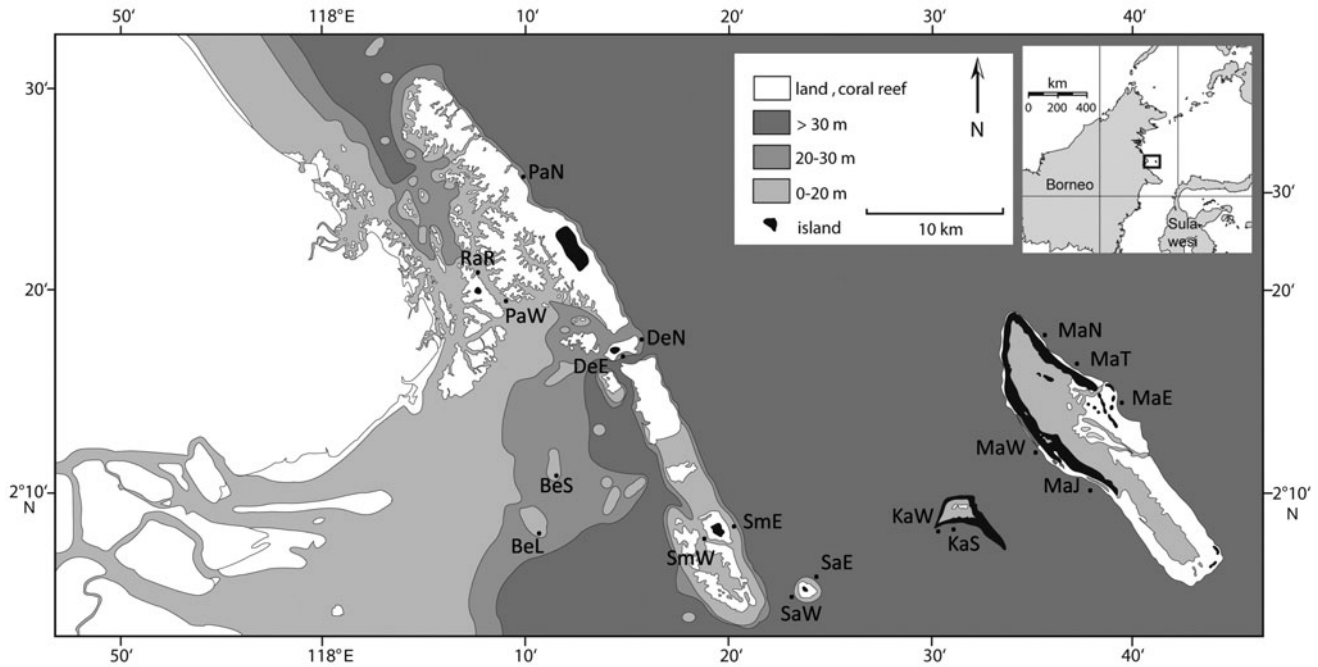 50′ 118° E 10′ 20′ 30′ 40′
30′
land , coral reef
> 30 m
20-30 m
0-20 m
island
N
10 km
km
0 200 400
Borneo
Sula-
wesi
30′
PaN
RaR
20′
20′
PaW
DeN
DeE
MaN
MaT
MaE
MaW
MaJ
BeS
2° 10′
N
10′
N
BeL
SmE
SmW
KaW
KaS
SaE
SaW
50′ 118° E 10′ 20′ 30′ 40′